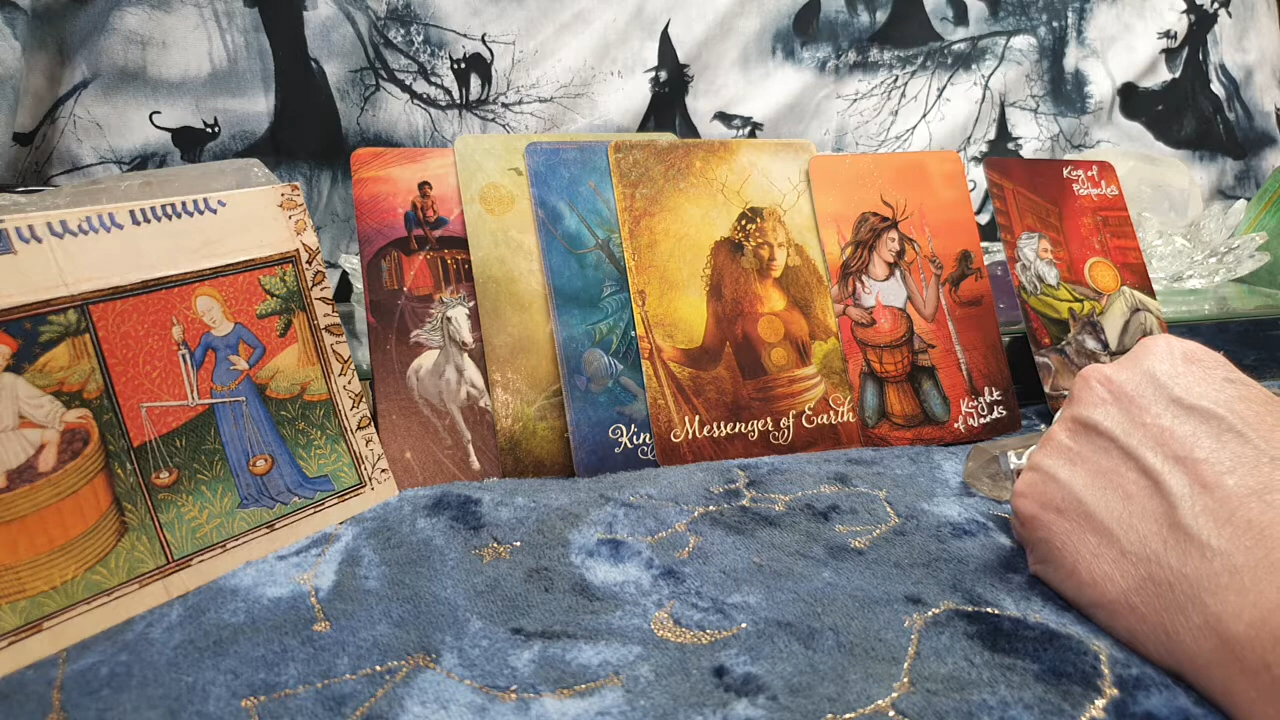 Kin
Messenger of Earth
Knight
of Wands
King of
Pentacles